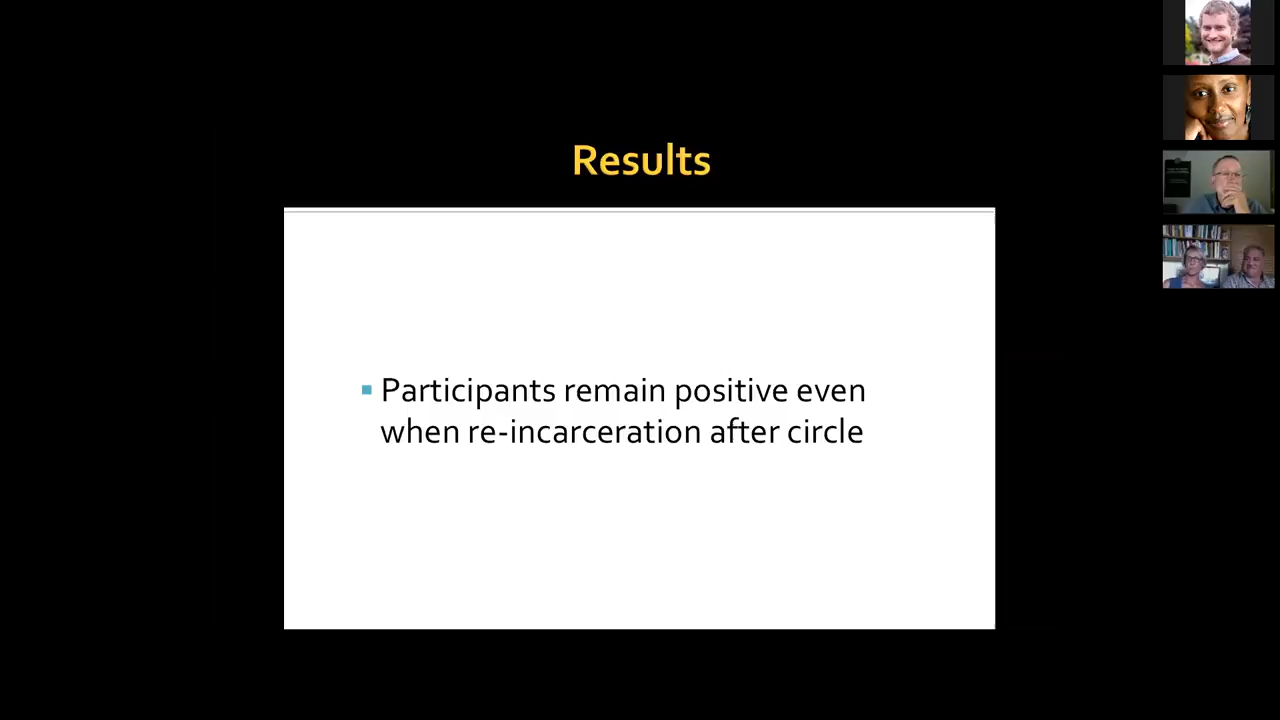 Results
Participants remain positive even
when re-incarceration after circle